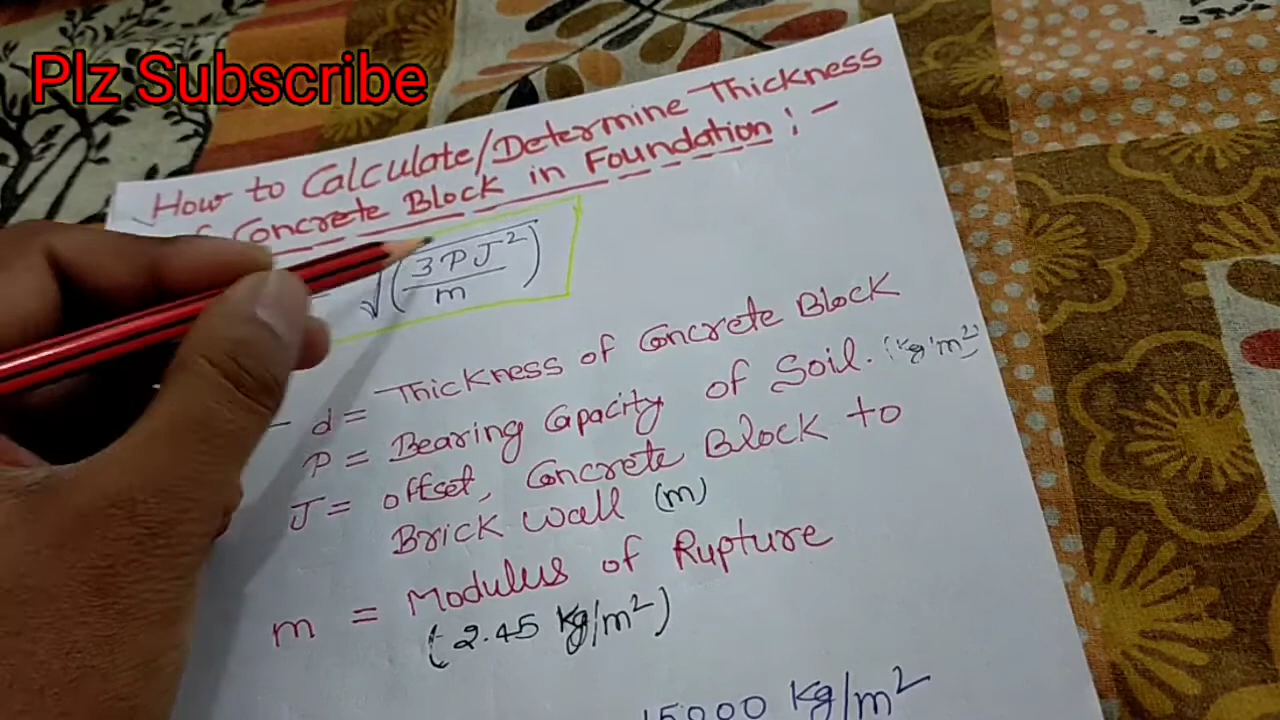 Plz Subscribe
How to Calculate/Determine Thickness
Concrete Block in Foundation :-
√(3PJ²/m)
d = Thickness of Concrete Block
P = Bearing Capacity of Soil. (kg/m²)
J = offset, Concrete Block to
Brick wall (m)
m = Modulus of Rupture
(2.45 kg/m²)
15000 kg/m²